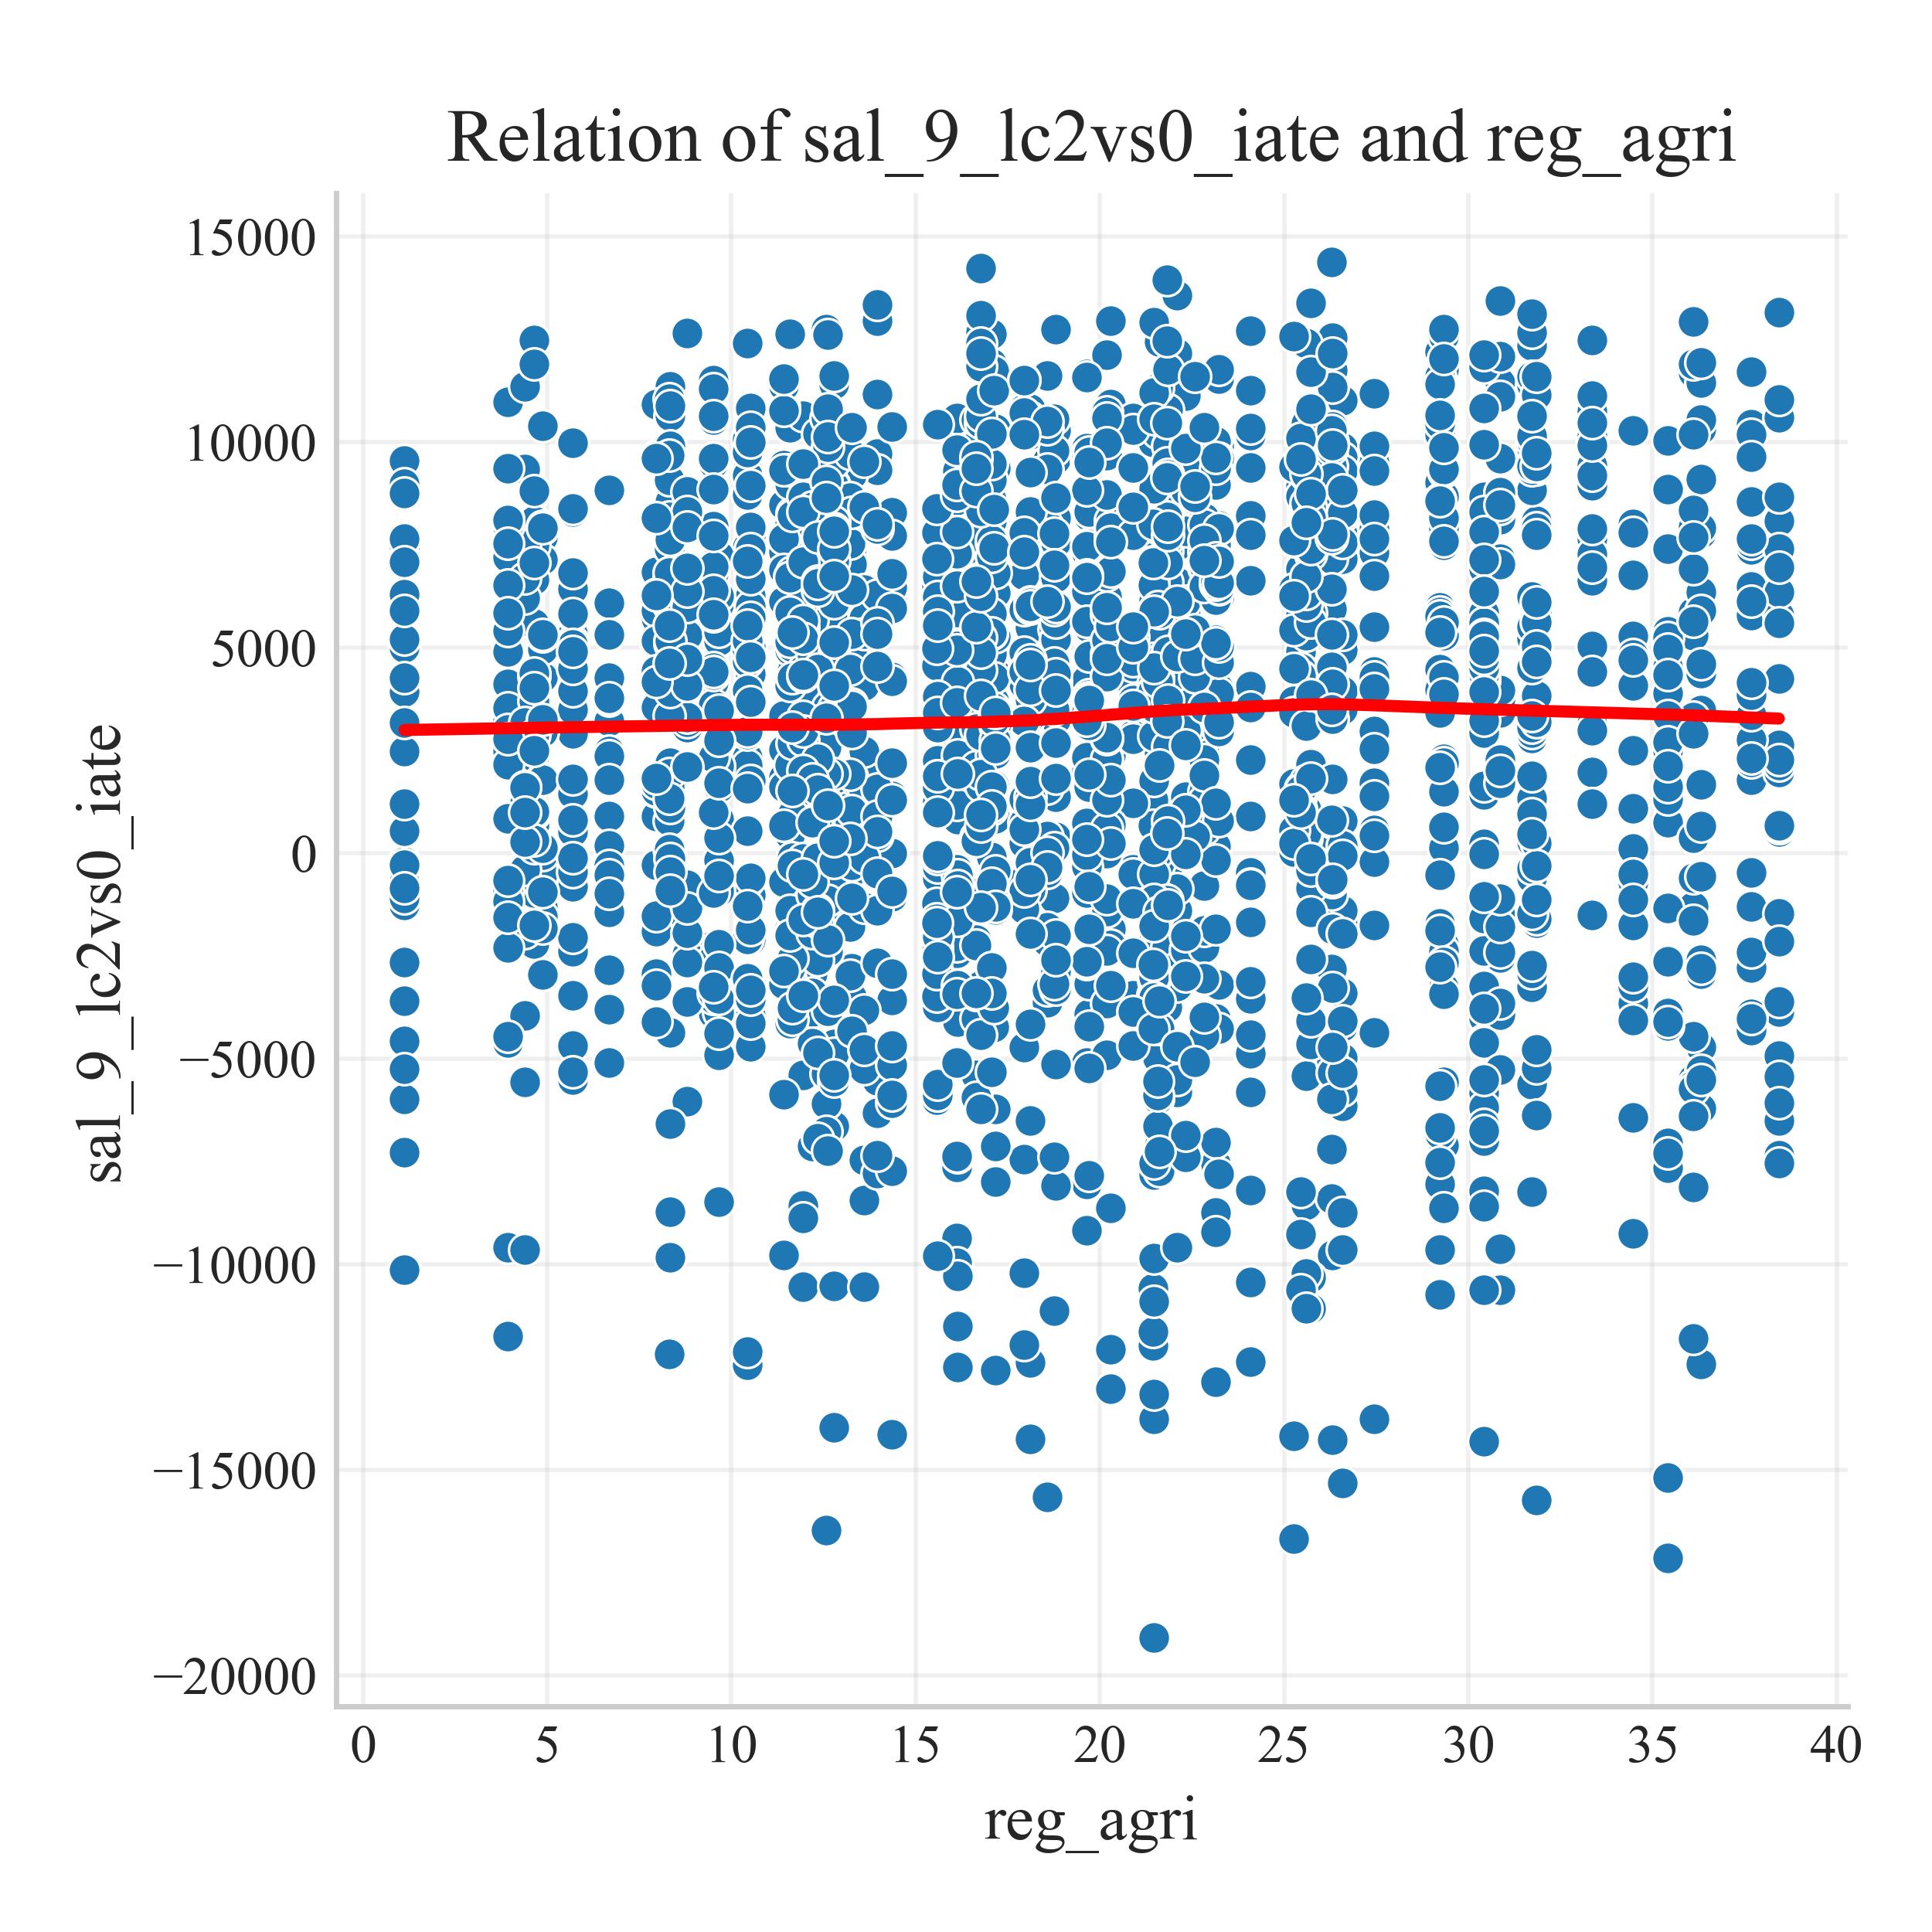 Relation of sal_9_lc2vs0_iate and reg_agri
15000
10000
5000
0
−5000
−10000
−15000
−20000
sal_9_lc2vs0_iate
0 5 10 15 20 25 30 35 40
reg_agri